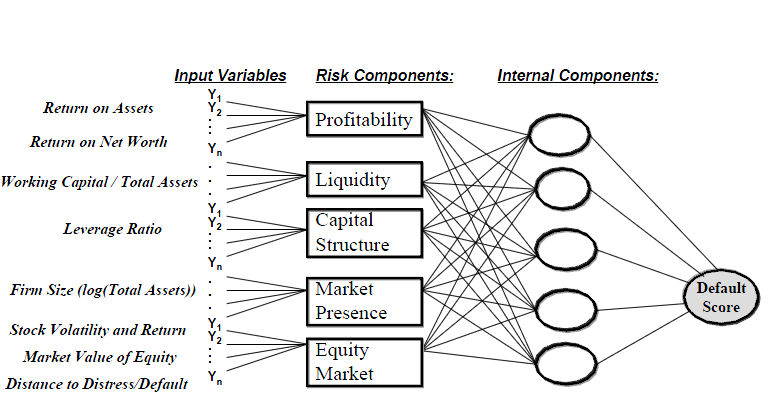 Input Variables Risk Components: Internal Components:
Y1
Return on Assets Y2
:
Profitability
Return on Net Worth Yn
.
Working Capital / Total Assets . Liquidity
.
Y1
Leverage Ratio Y2 Capital
: Structure
Yn
.
Firm Size (log(Total Assets)) . Market Default
. Presence Score
Stock Volatility and Return Y1
Y2 Equity
Market Value of Equity : Market
Distance to Distress/Default Yn